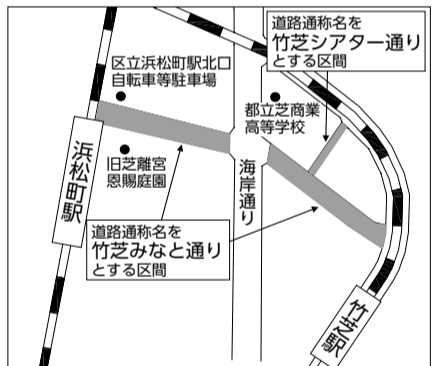 道路通称名を
竹芝シアター通り
とする区間
区立浜松町駅北口
自転車等駐車場
都立芝商業
高等学校
浜松町駅
旧芝離宮
恩賜庭園
海岸通り
道路通称名を
竹芝みなと通り
とする区間
竹芝駅